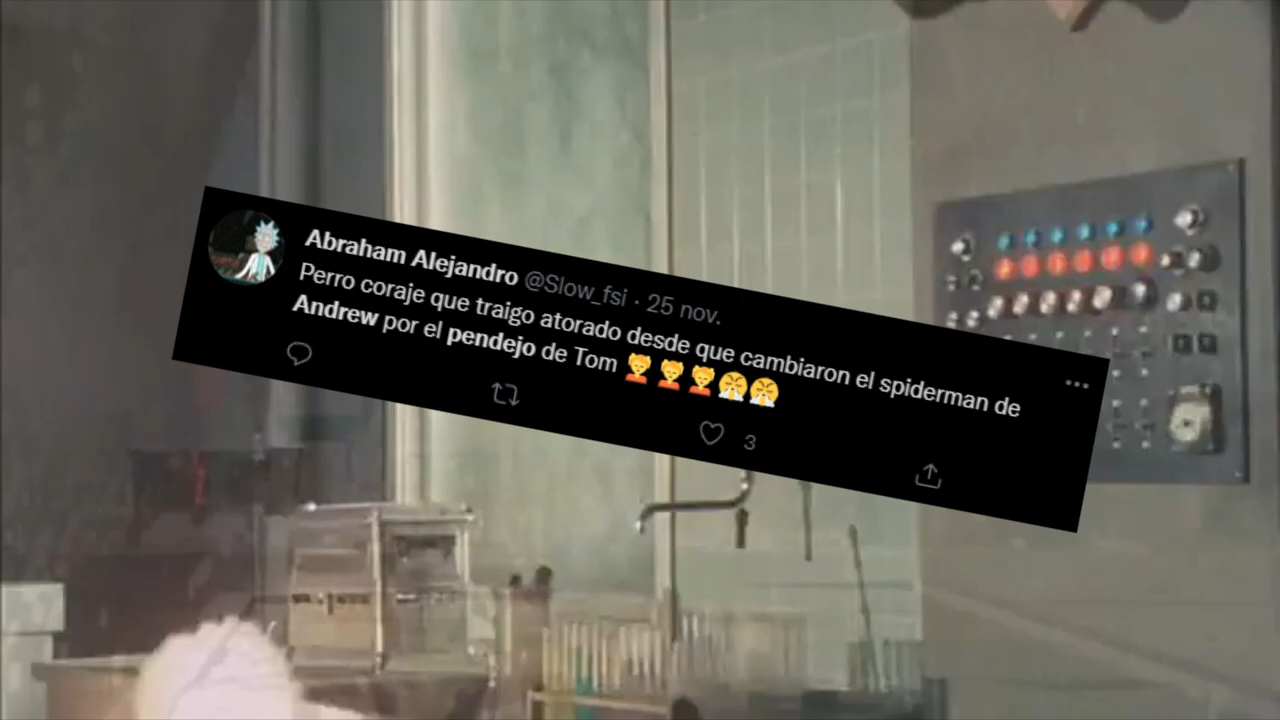 Abraham Alejandro @Slow_fsi · 25 nov.
Perro coraje que traigo atorado desde que cambiaron el spiderman de
Andrew por el pendejo de Tom 💆💆💆😤😤
3